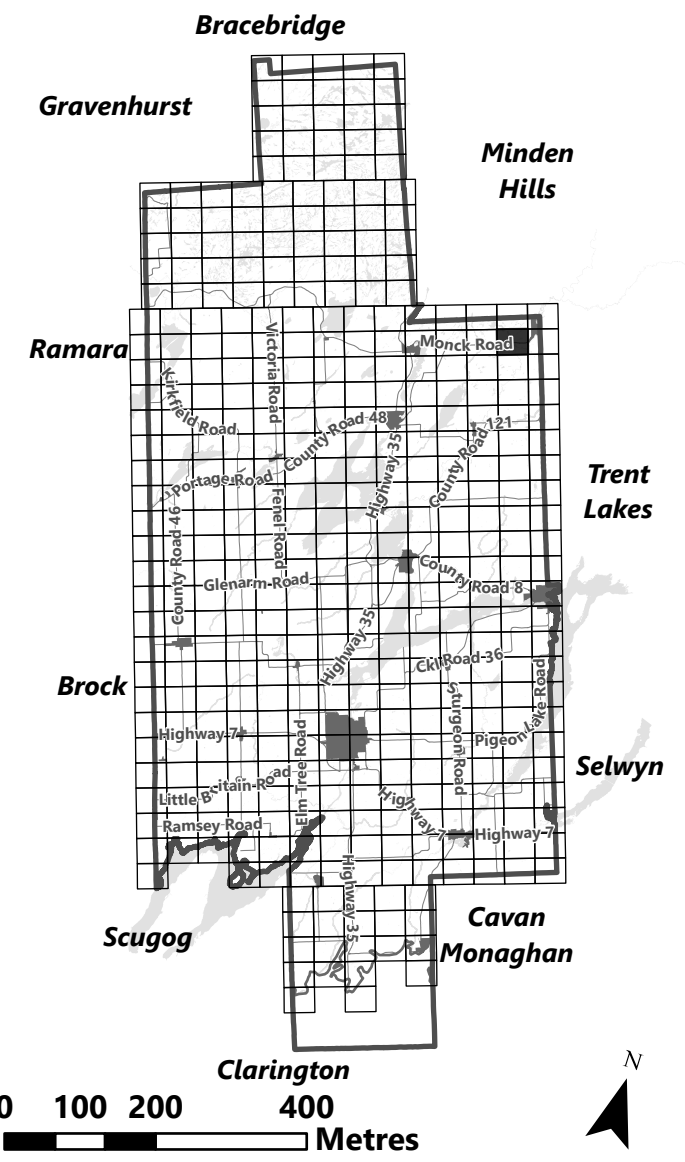 Bracebridge
Gravenhurst
Minden
Hills
Ramara
Victoria Road
Monck Road
Kirkfield Road
County Road 48
Highway 35
County Road 121
Portage Road
Trent
Lakes
County Road 46
Fenel Road
Glenarm Road
County Road 8
Highway 35
Ckl Road 36
Brock
Sturgeon Road
Pigeon Lake Road
Highway 7
Elm Tree Road
Selwyn
Little Britain Road
Highway 7
Ramsey Road
Highway 7
Highway 35
Scugog
Cavan
Monaghan
Clarington
N
0 100 200 400
Metres